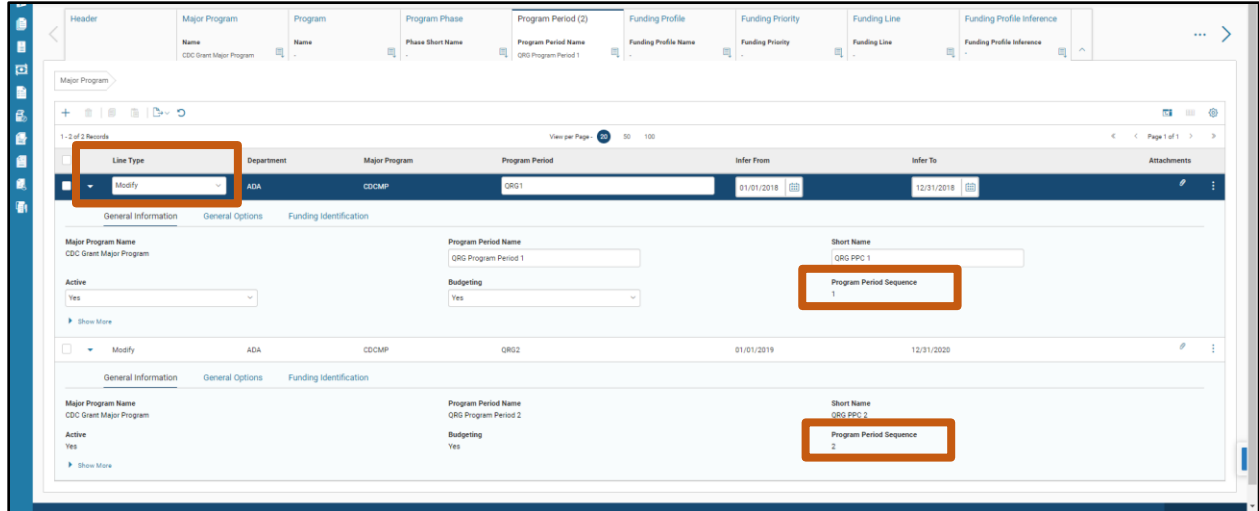 Header Major Program Program Program Phase Program Period (2) Funding Profile Funding Priority Funding Line Funding Profile Inference
Name Name Phase Short Name Program Period Name Funding Profile Name Funding Priority Funding Line Funding Profile Inference
CDC Grant Major Program - - QRG Program Period 1 - - - -
Major Program
1 - 2 of 2 Records View per Page - 20 50 100 Page 1 of 1
Line Type Department Major Program Program Period Infer From Infer To Attachments
Modify ADA CDCMP QRG1 01/01/2018 12/31/2018
General Information General Options Funding Identification
Major Program Name Program Period Name Short Name
CDC Grant Major Program QRG Program Period 1 QRG PPC 1
Active Budgeting Program Period Sequence
Yes Yes 1
Show More
Modify ADA CDCMP QRG2 01/01/2019 12/31/2020
General Information General Options Funding Identification
Major Program Name Program Period Name Short Name
CDC Grant Major Program QRG Program Period 2 QRG PPC 2
Active Budgeting Program Period Sequence
Yes Yes 2
Show More